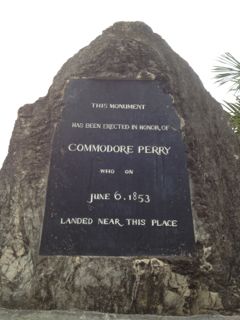 THIS MONUMENT
HAS BEEN ERECTED IN HONOR OF
COMMODORE PERRY
WHO ON
JUNE 6. 1853
LANDED NEAR THIS PLACE